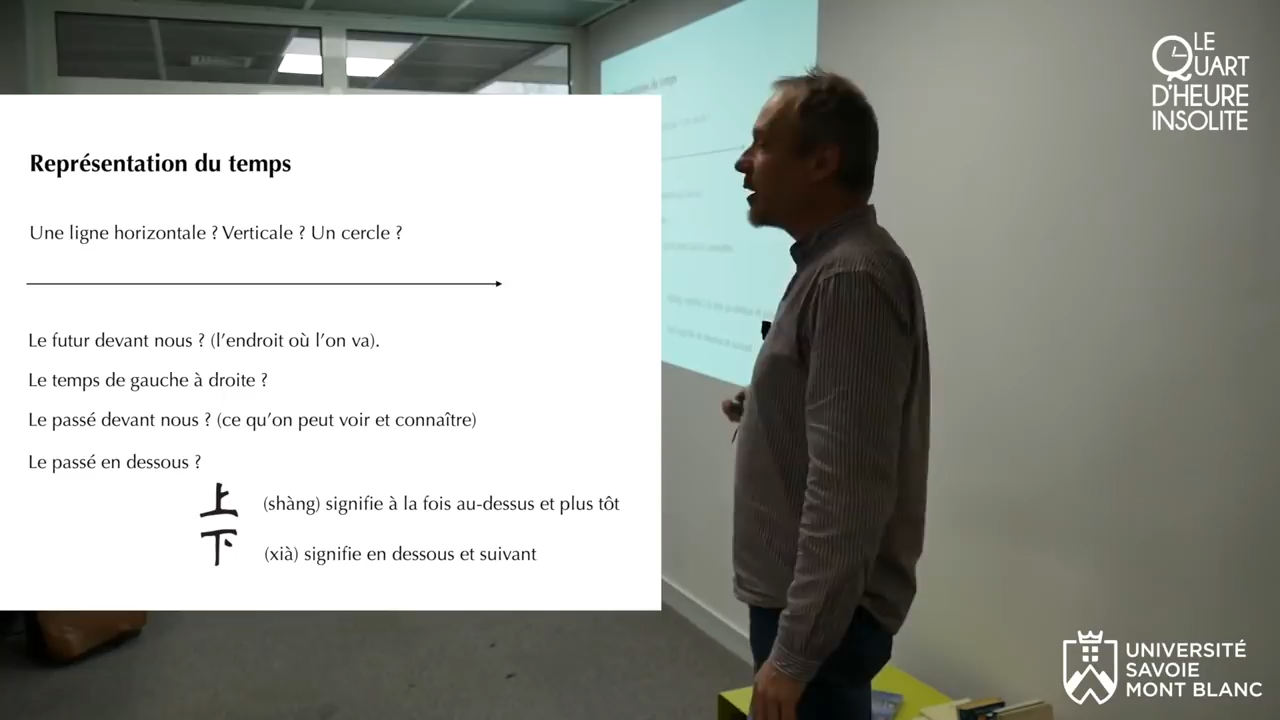 Représentation du temps
Une ligne horizontale ? Verticale ? Un cercle ?
Le futur devant nous ? (l’endroit où l’on va).
Le temps de gauche à droite ?
Le passé devant nous ? (ce qu’on peut voir et connaître)
Le passé en dessous ?
上 (shàng) signifie à la fois au-dessus et plus tôt
下 (xià) signifie en dessous et suivant
LE
QUART
D’HEURE
INSOLITE
UNIVERSITÉ
SAVOIE
MONT BLANC